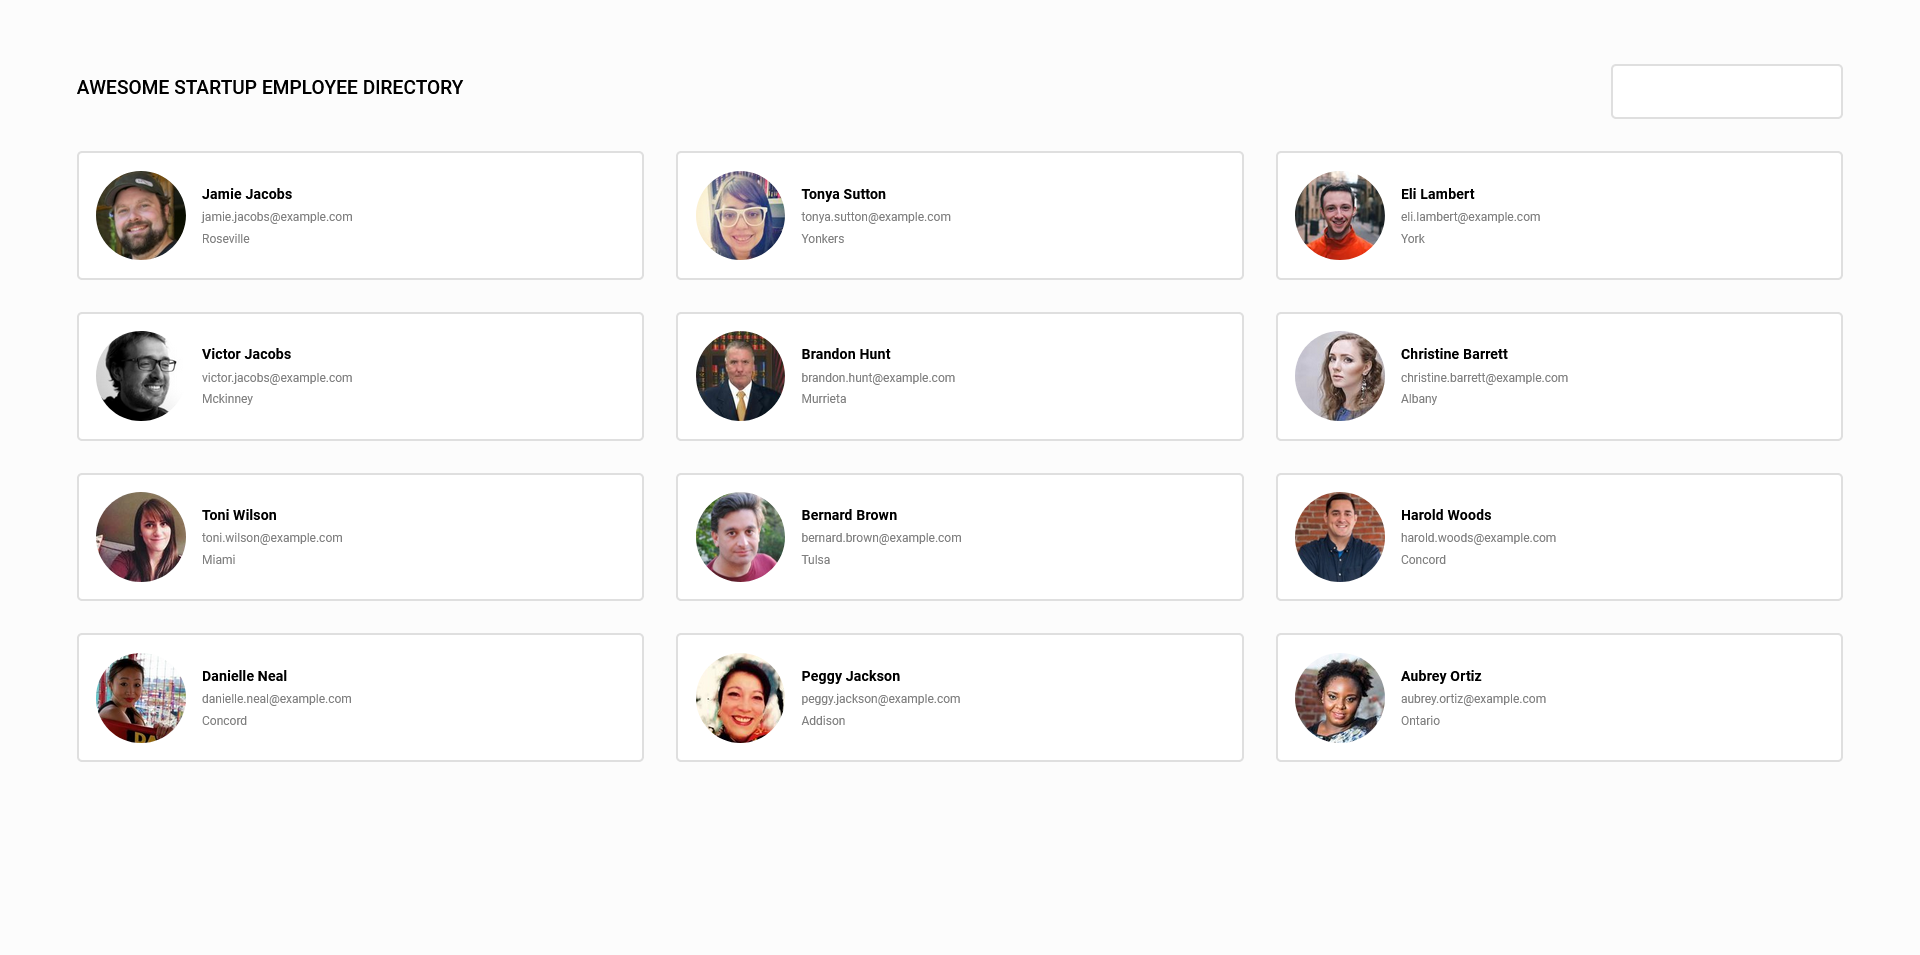 AWESOME STARTUP EMPLOYEE DIRECTORY
Jamie Jacobs
jamie.jacobs@example.com
Roseville
Tonya Sutton
tonya.sutton@example.com
Yonkers
Eli Lambert
eli.lambert@example.com
York
Victor Jacobs
victor.jacobs@example.com
Mckinney
Brandon Hunt
brandon.hunt@example.com
Murrieta
Christine Barrett
christine.barrett@example.com
Albany
Toni Wilson
toni.wilson@example.com
Miami
Bernard Brown
bernard.brown@example.com
Tulsa
Harold Woods
harold.woods@example.com
Concord
Danielle Neal
danielle.neal@example.com
Concord
Peggy Jackson
peggy.jackson@example.com
Addison
Aubrey Ortiz
aubrey.ortiz@example.com
Ontario